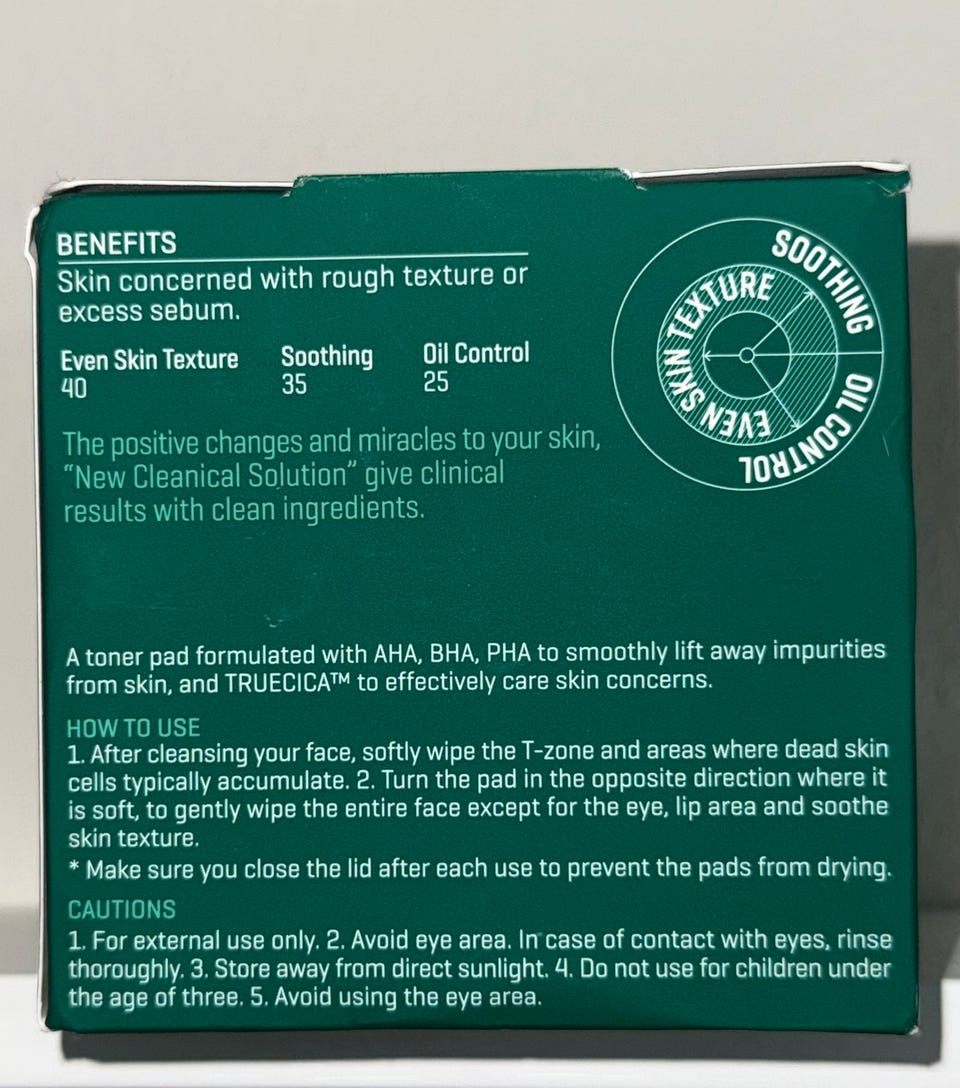 BENEFITS
Skin concerned with rough texture or
excess sebum.
Even Skin Texture Soothing Oil Control
40 35 25
The positive changes and miracles to your skin,
“New Cleanical Solution” give clinical
results with clean ingredients.
SOOTHING
OIL CONTROL
EVEN SKIN TEXTURE
A toner pad formulated with AHA, BHA, PHA to smoothly lift away impurities
from skin, and TRUECICA™ to effectively care skin concerns.
HOW TO USE
1. After cleansing your face, softly wipe the T-zone and areas where dead skin
cells typically accumulate. 2. Turn the pad in the opposite direction where it
is soft, to gently wipe the entire face except for the eye, lip area and soothe
skin texture.
* Make sure you close the lid after each use to prevent the pads from drying.
CAUTIONS
1. For external use only. 2. Avoid eye area. In case of contact with eyes, rinse
thoroughly. 3. Store away from direct sunlight. 4. Do not use for children under
the age of three. 5. Avoid using the eye area.